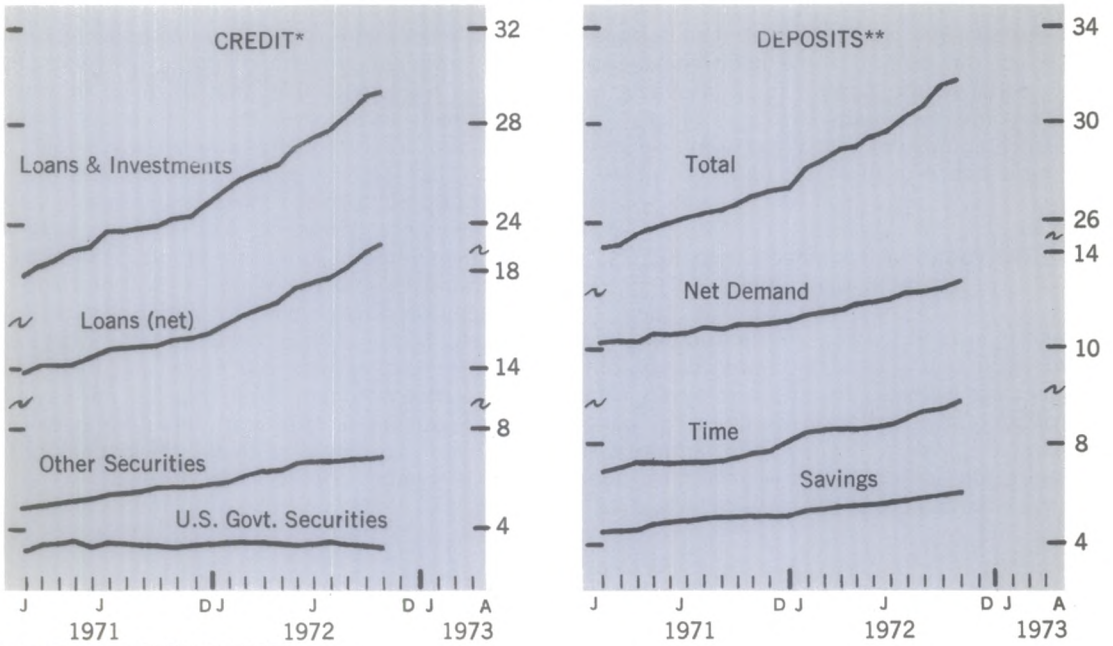 CREDIT*
32
28
Loans & Investments
24
18
Loans (net)
14
8
Other Securities
U.S. Govt. Securities
4
J J D J J D J A
1971 1972 1973
DEPOSITS**
34
30
Total
26
14
Net Demand
10
Time
8
Savings
4
J J D J J D J A
1971 1972 1973